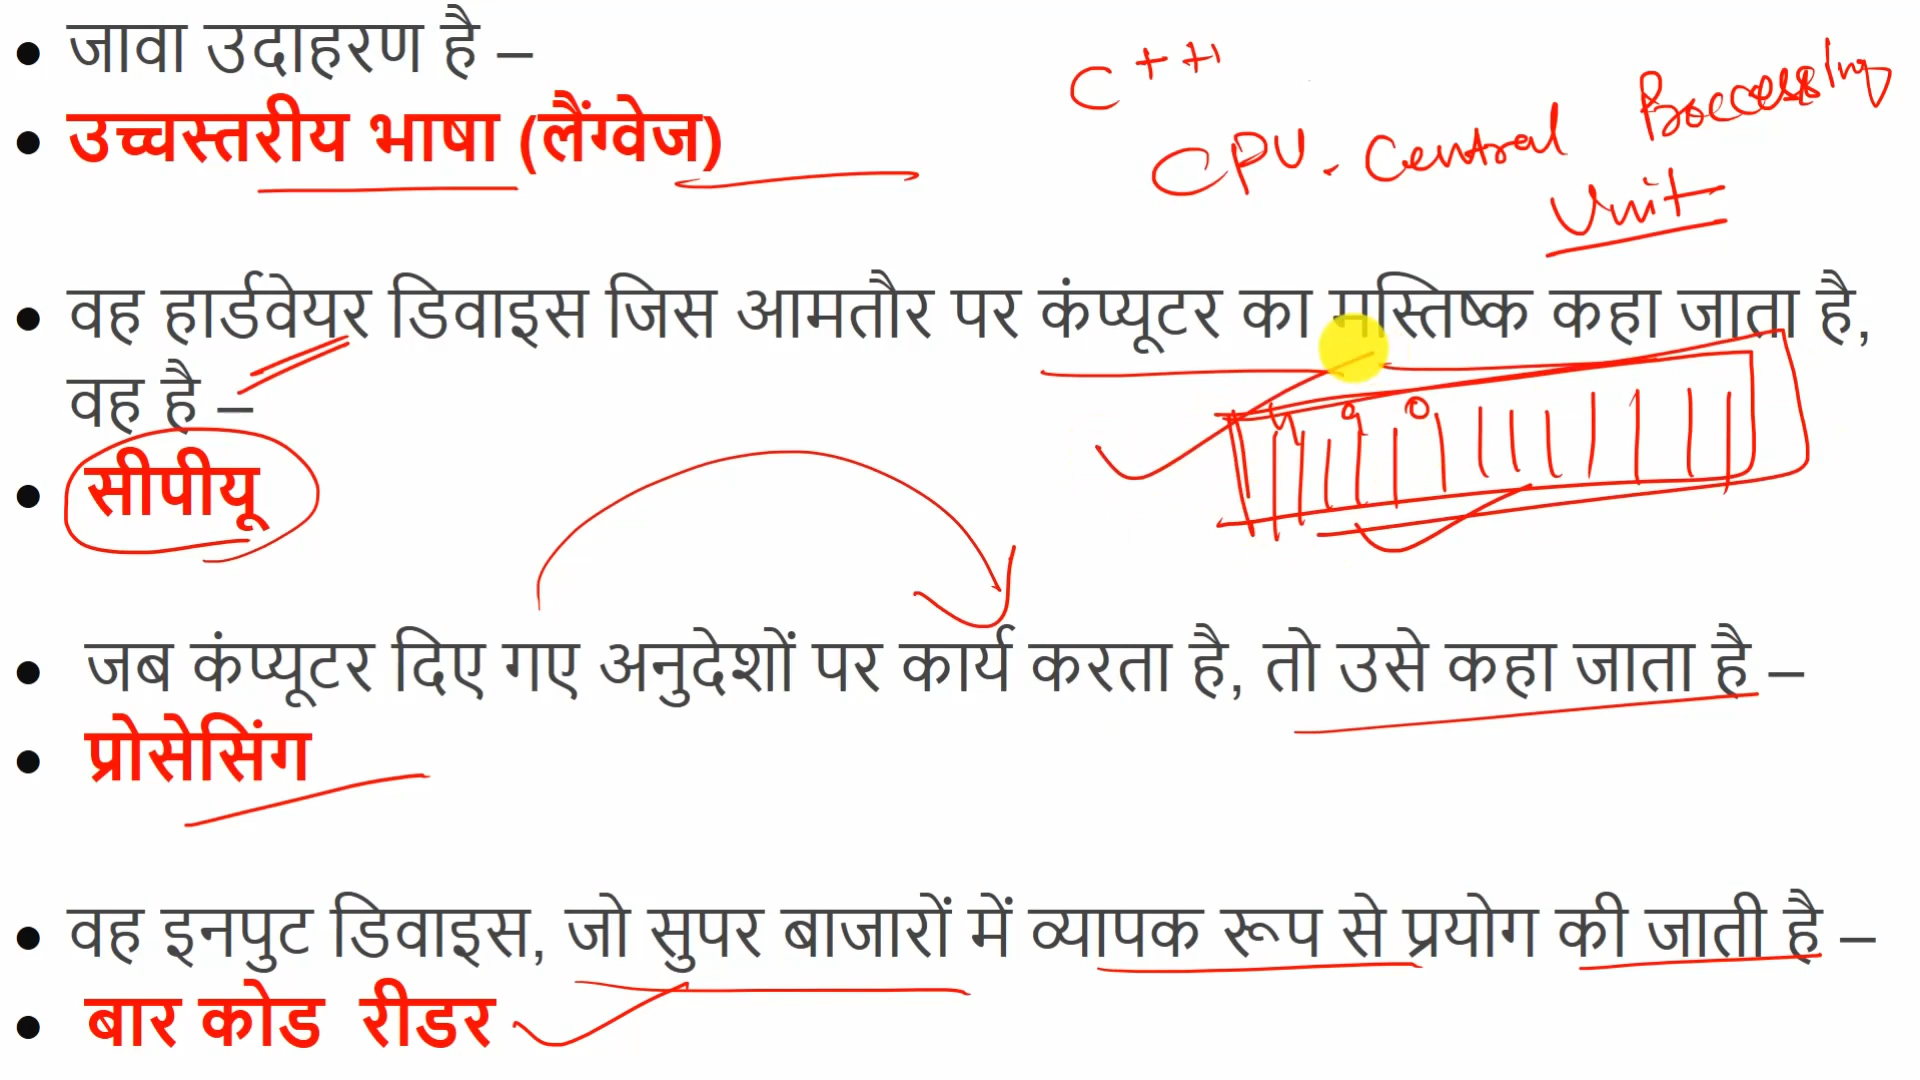 • जावा उदाहरण है –
• उच्चस्तरीय भाषा (लैंग्वेज)
C++
CPU. Central Proccessing
Unit
• वह हार्डवेयर डिवाइस जिस आमतौर पर कंप्यूटर का मस्तिष्क कहा जाता है,
वह है –
• सीपीयू
• जब कंप्यूटर दिए गए अनुदेशों पर कार्य करता है, तो उसे कहा जाता है –
• प्रोसेसिंग
• वह इनपुट डिवाइस, जो सुपर बाजारों में व्यापक रूप से प्रयोग की जाती है –
• बार कोड रीडर